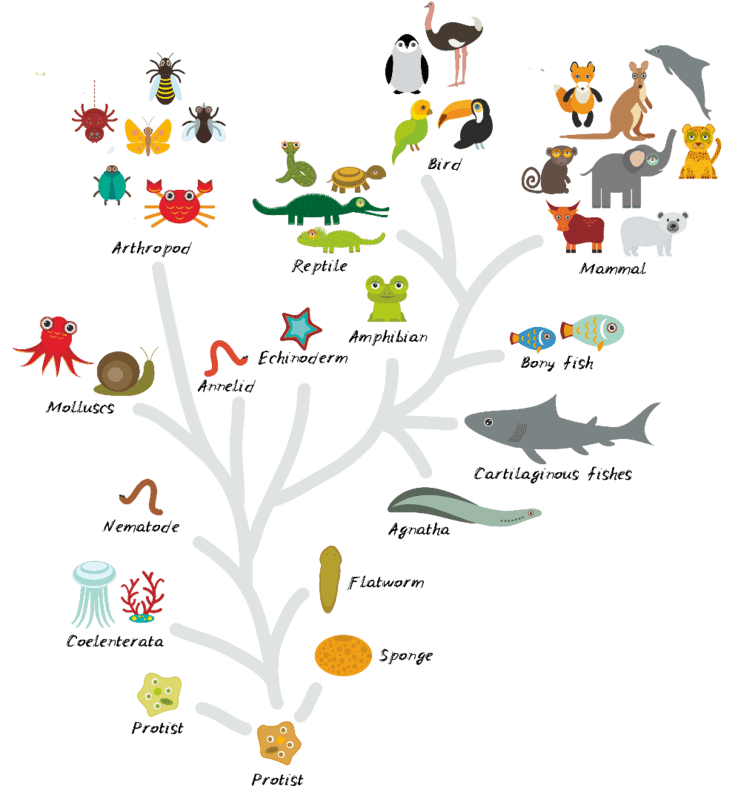 Bird
Arthropod
Reptile
Mammal
Amphibian
Echinoderm
Bony fish
Annelid
Molluscs
Cartilaginous fishes
Nematode
Agnatha
Flatworm
Coelenterata
Sponge
Protist
Protist